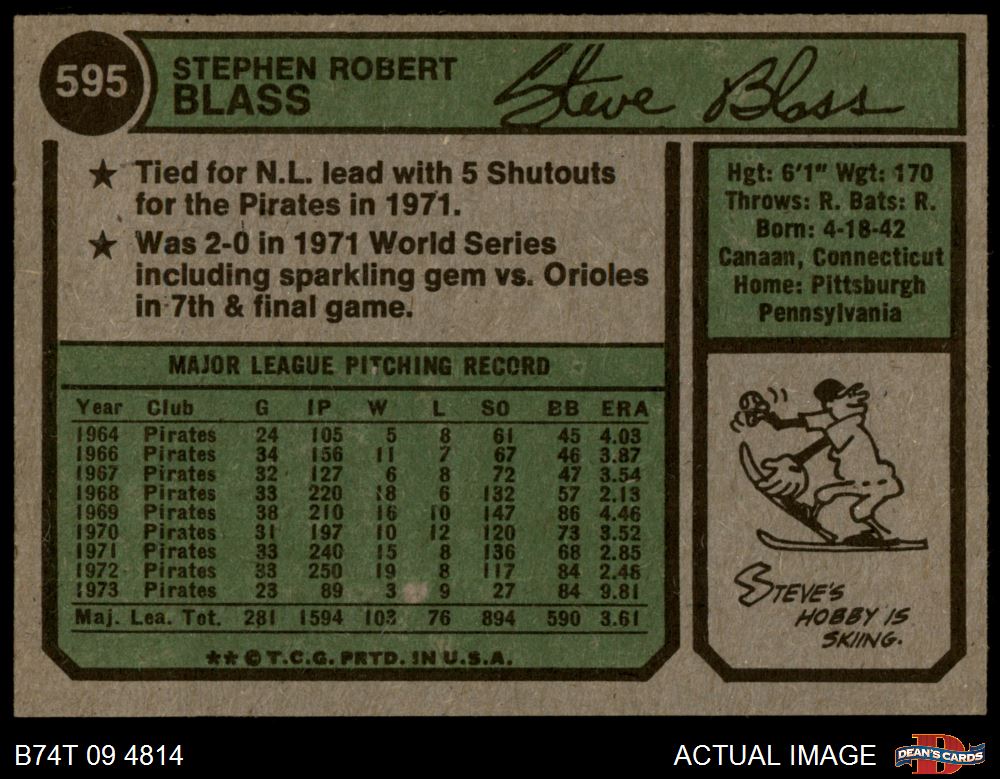 595
STEPHEN ROBERT
BLASS
Steve Blass
★ Tied for N.L. lead with 5 Shutouts
for the Pirates in 1971.
★ Was 2-0 in 1971 World Series
including sparkling gem vs. Orioles
in 7th & final game.
Hgt: 6'1" Wgt: 170
Throws: R. Bats: R.
Born: 4-18-42
Canaan, Connecticut
Home: Pittsburgh
Pennsylvania
MAJOR LEAGUE PITCHING RECORD
Year Club G IP W L SO BB ERA
1964 Pirates 24 105 5 8 61 45 4.03
1966 Pirates 34 156 11 7 67 46 3.87
1967 Pirates 32 127 6 8 72 47 3.54
1968 Pirates 33 220 18 6 132 57 2.13
1969 Pirates 38 210 16 10 147 86 4.46
1970 Pirates 31 197 10 12 120 73 3.52
1971 Pirates 33 240 15 8 136 68 2.85
1972 Pirates 33 250 19 8 117 84 2.48
1973 Pirates 23 89 3 9 27 84 9.81
Maj. Lea. Tot. 281 1594 103 76 894 590 3.61
** © T.C.G. PRTD. IN U.S.A.
STEVE'S
HOBBY IS
SKIING.
B74T 09 4814
ACTUAL IMAGE
DEAN'S CARDS